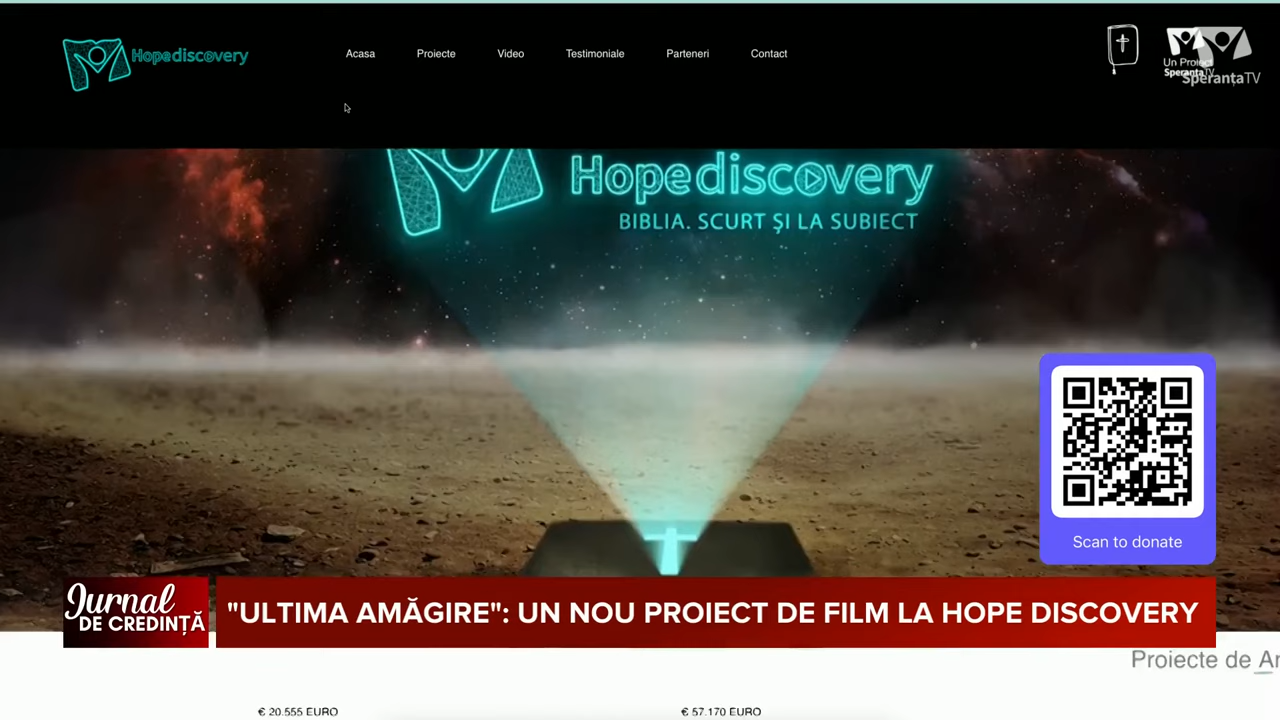 Hopediscovery
Acasa Proiecte Video Testimoniale Parteneri Contact
Un Proiect
SperanțaTV
SperanțaTV
Hopediscovery
BIBLIA. SCURT ȘI LA SUBIECT
Scan to donate
Jurnal
DE CREDINȚĂ
"ULTIMA AMĂGIRE": UN NOU PROIECT DE FILM LA HOPE DISCOVERY
Proiecte de
€ 20.555 EURO
€ 57.170 EURO